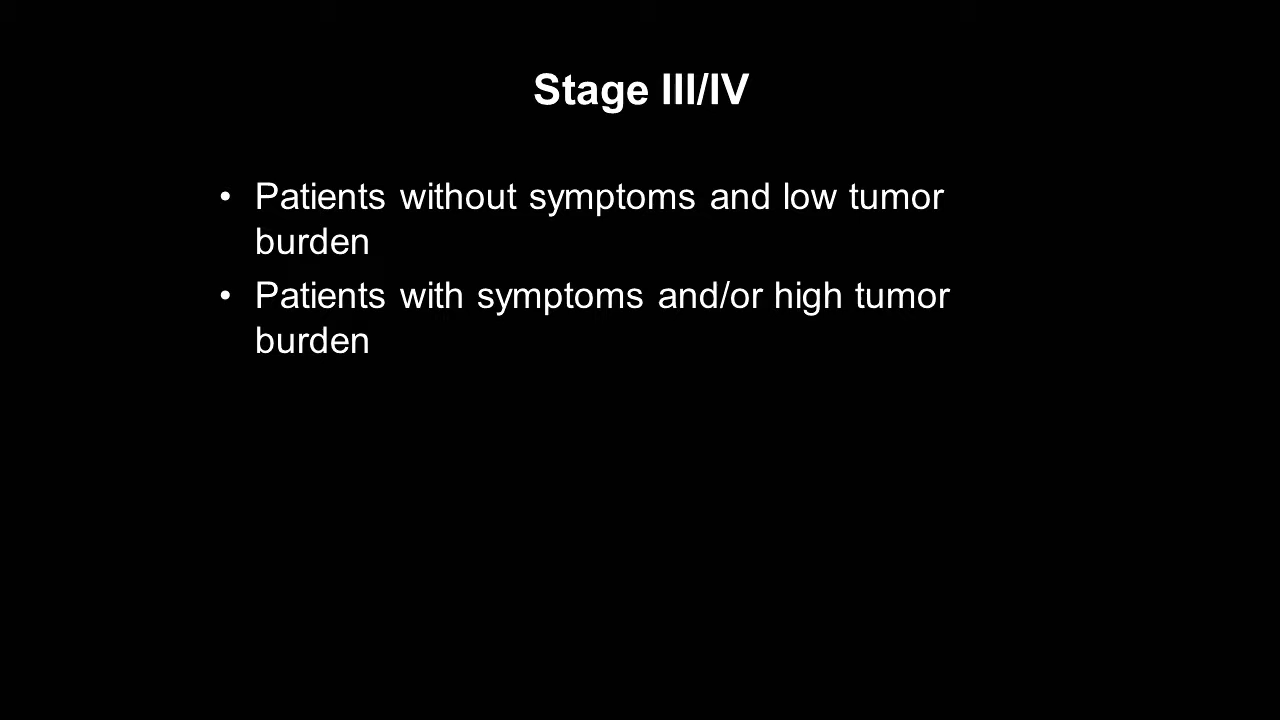 Stage III/IV
• Patients without symptoms and low tumor
burden
• Patients with symptoms and/or high tumor
burden